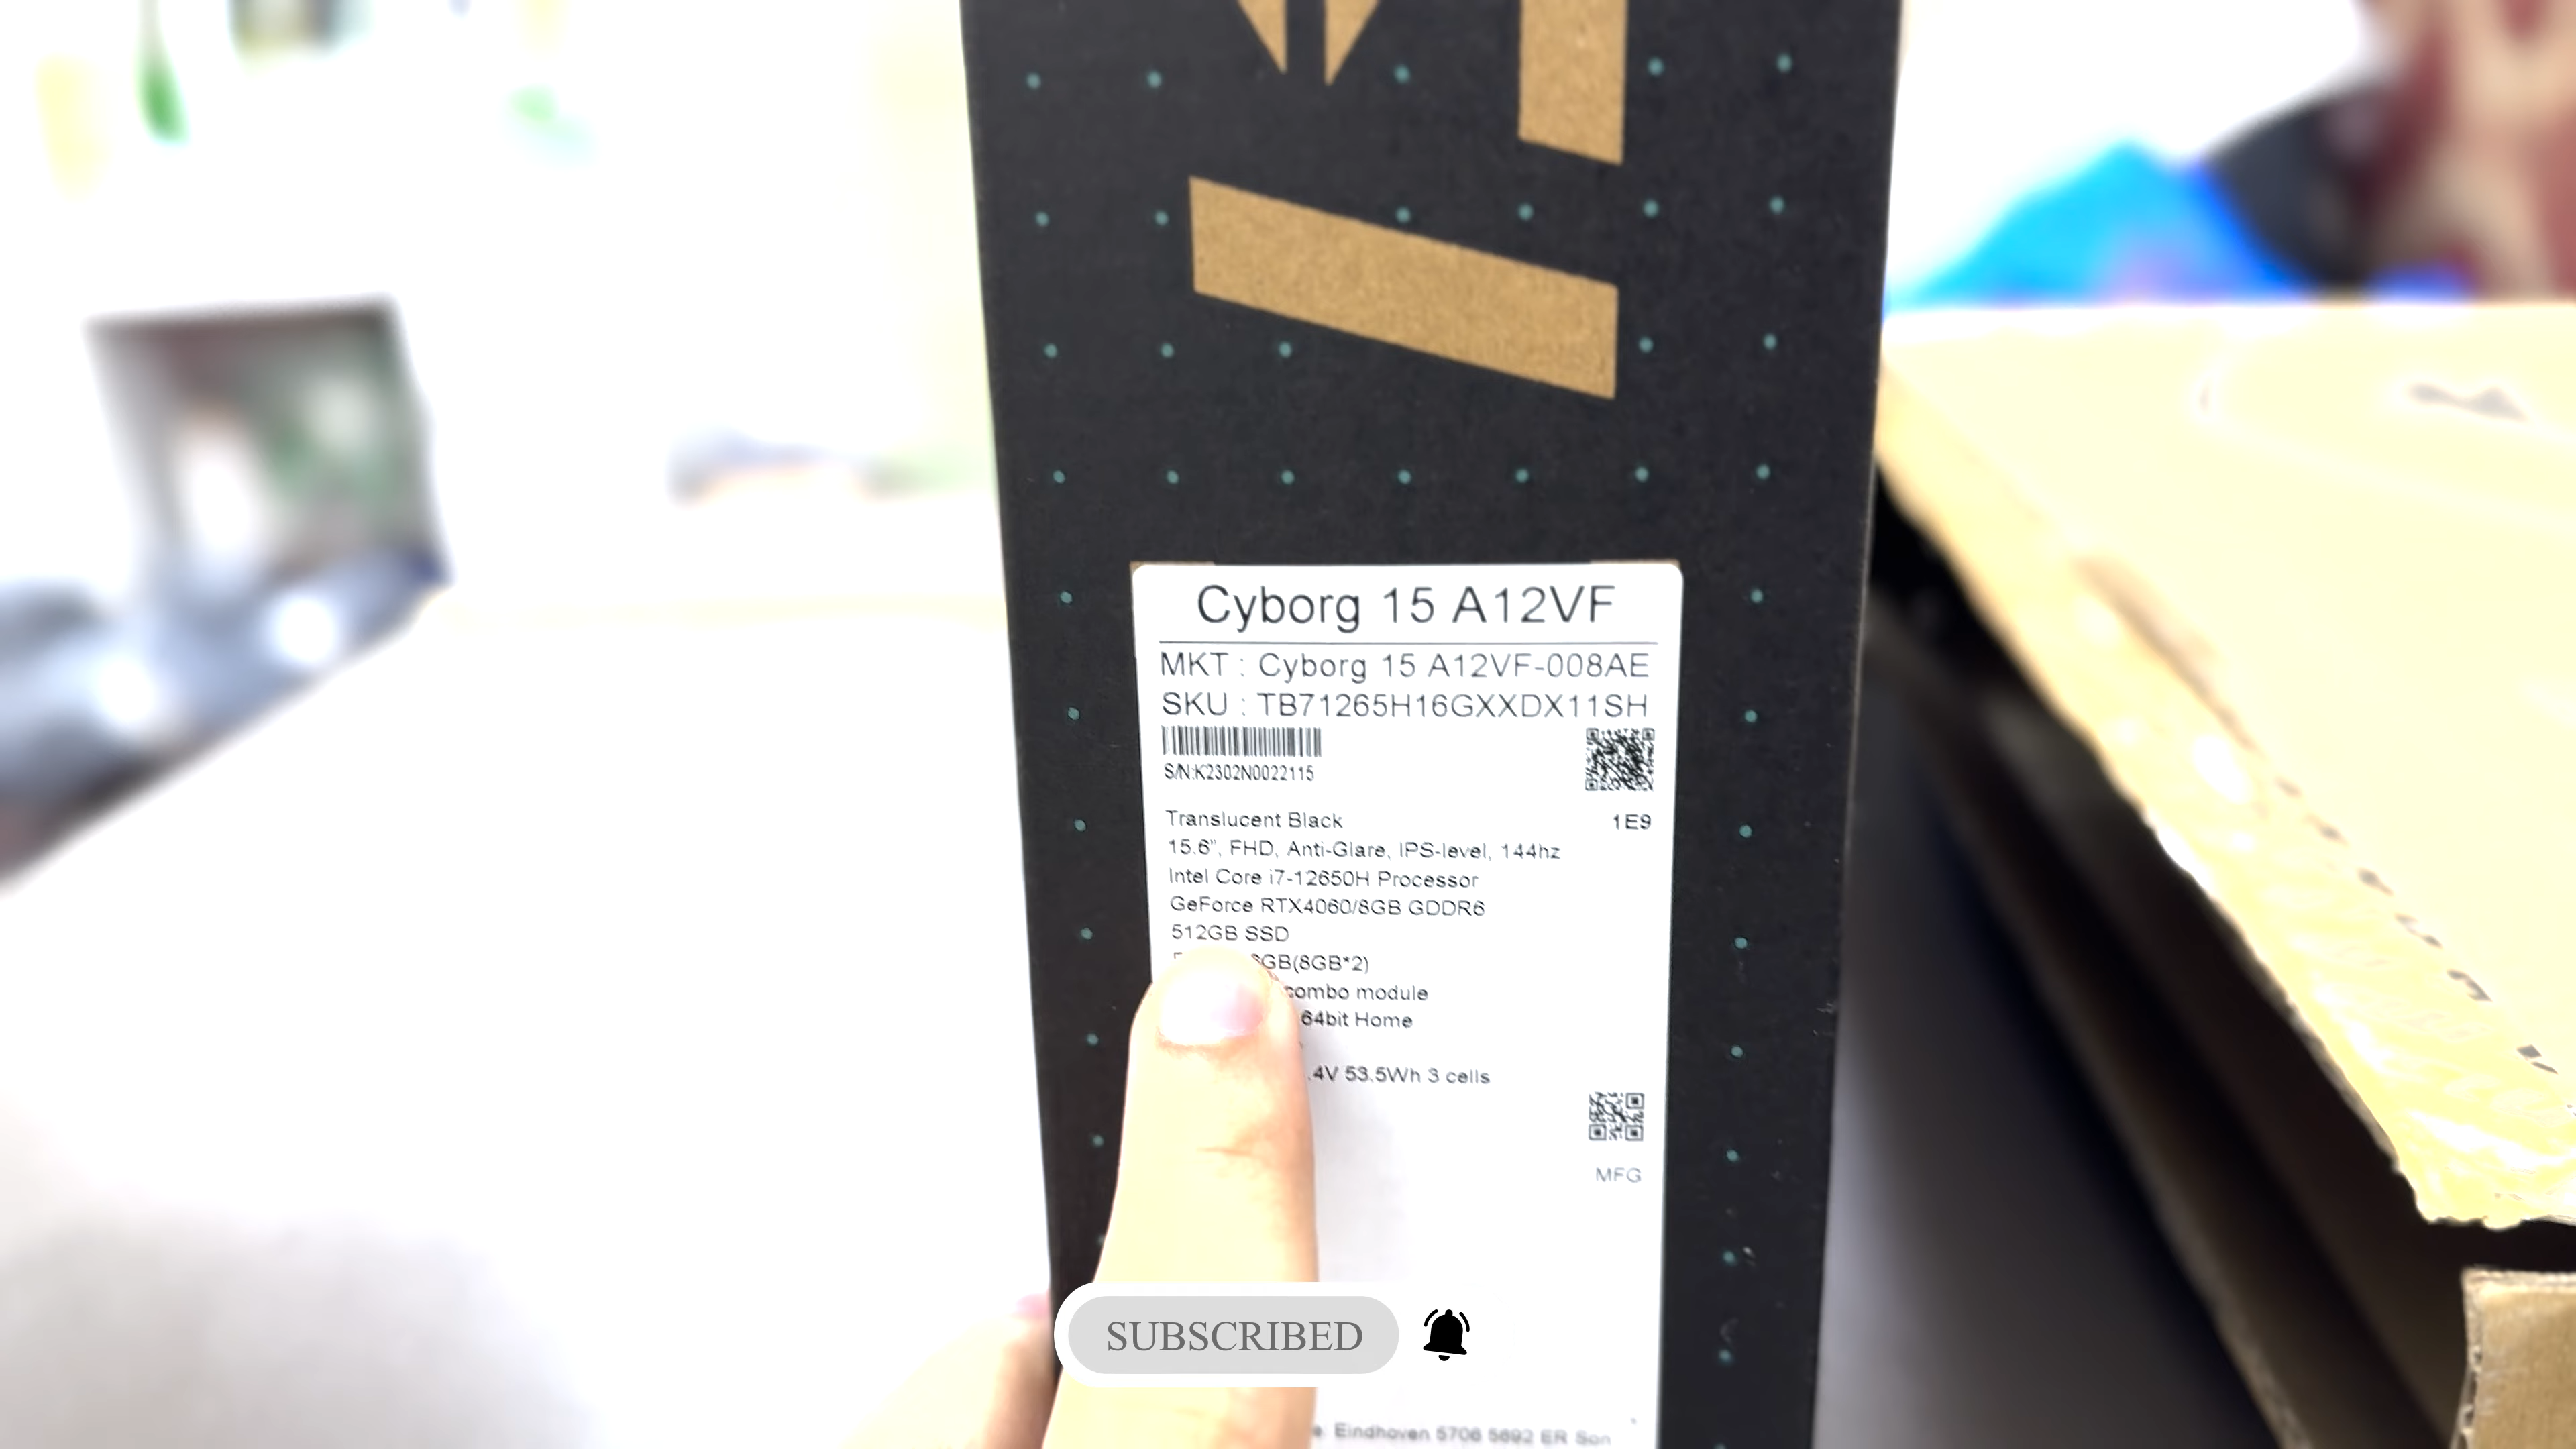 Cyborg 15 A12VF
MKT : Cyborg 15 A12VF-008AE
SKU : TB71265H16GXXDX11SH
S/N:K2302N0022115
Translucent Black
1E9
15.6”, FHD, Anti-Glare, IPS-level, 144hz
Intel Core i7-12650H Processor
GeForce RTX4060/8GB GDDR6
512GB SSD
GB(8GB*2)
combo module
64bit Home
.4V 53.5Wh 3 cells
MFG
SUBSCRIBED
Eindhoven 5706 5692 ER Son